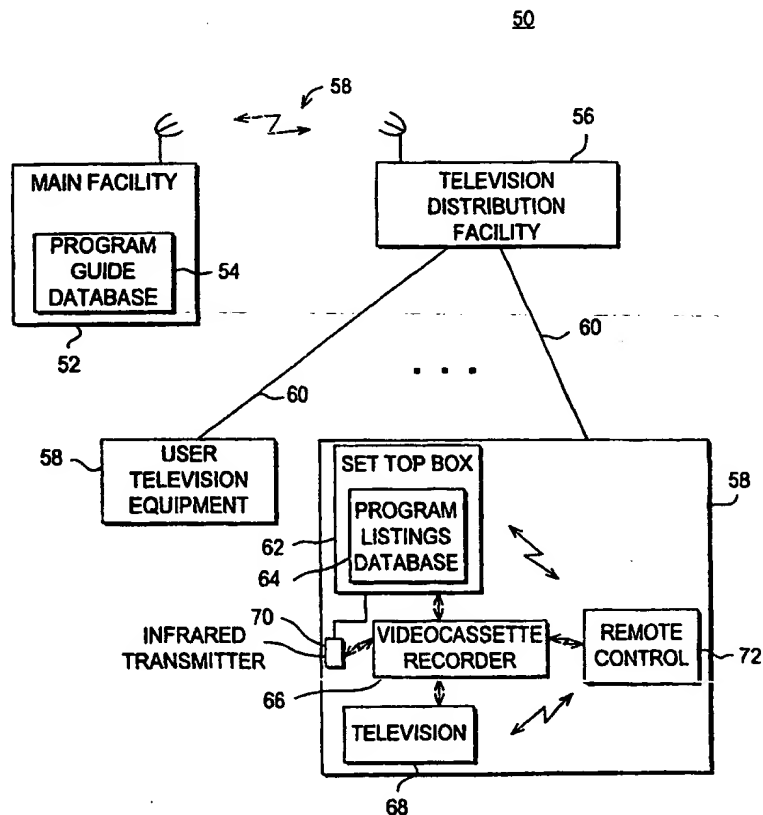 50
58
56
MAIN FACILITY
PROGRAM
GUIDE
DATABASE
54
52
TELEVISION
DISTRIBUTION
FACILITY
60
60
. . .
58
USER
TELEVISION
EQUIPMENT
SET TOP BOX
58
PROGRAM
LISTINGS
DATABASE
62
64
70
INFRARED
TRANSMITTER
VIDEOCASSETTE
RECORDER
REMOTE
CONTROL
72
66
TELEVISION
68